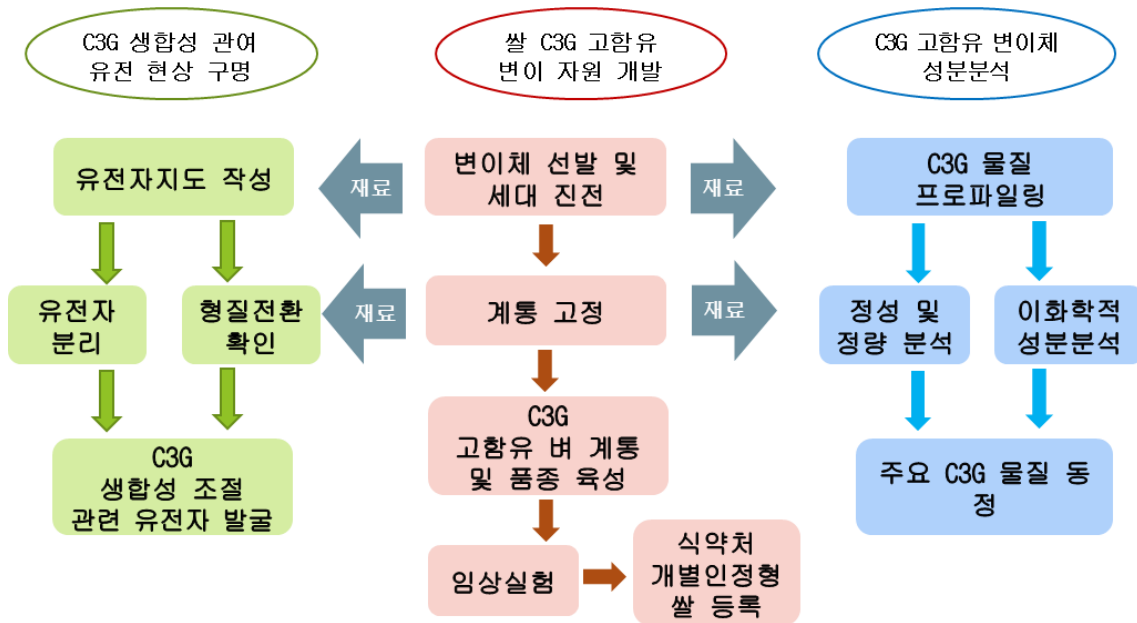 C3G 생합성 관여
유전 현상 구명
쌀 C3G 고함유
변이 자원 개발
C3G 고함유 변이체
성분분석
유전자지도 작성
재료
변이체 선발 및
세대 진전
재료
C3G 물질
프로파일링
유전자
분리
형질전환
확인
재료
계통 고정
재료
정성 및
정량 분석
이화학적
성분분석
C3G
생합성 조절
관련 유전자 발굴
C3G
고함유 벼 계통
및 품종 육성
주요 C3G 물질 동
정
임상실험
식약처
개별인정형
쌀 등록